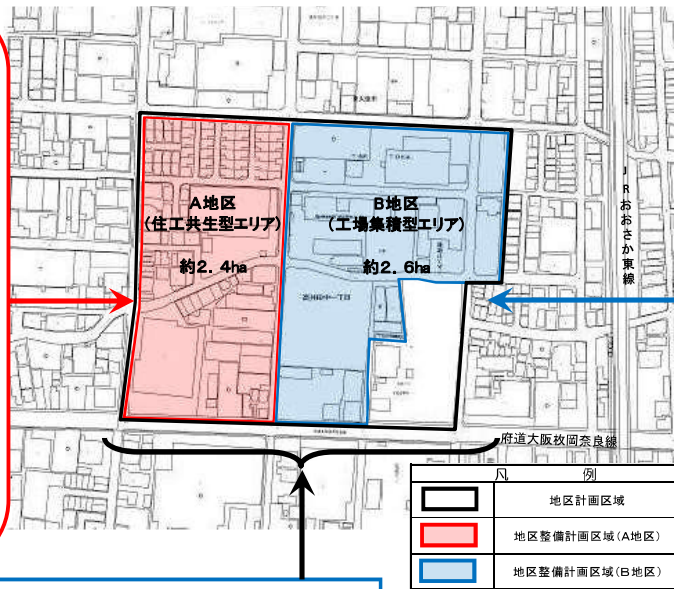 A地区
(住工共生型エリア)
約2.4ha
B地区
(工場集積型エリア)
約2.6ha
JRおおさか東線
府道大阪枚岡奈良線
凡 例
地区計画区域
地区整備計画区域(A地区)
地区整備計画区域(B地区)